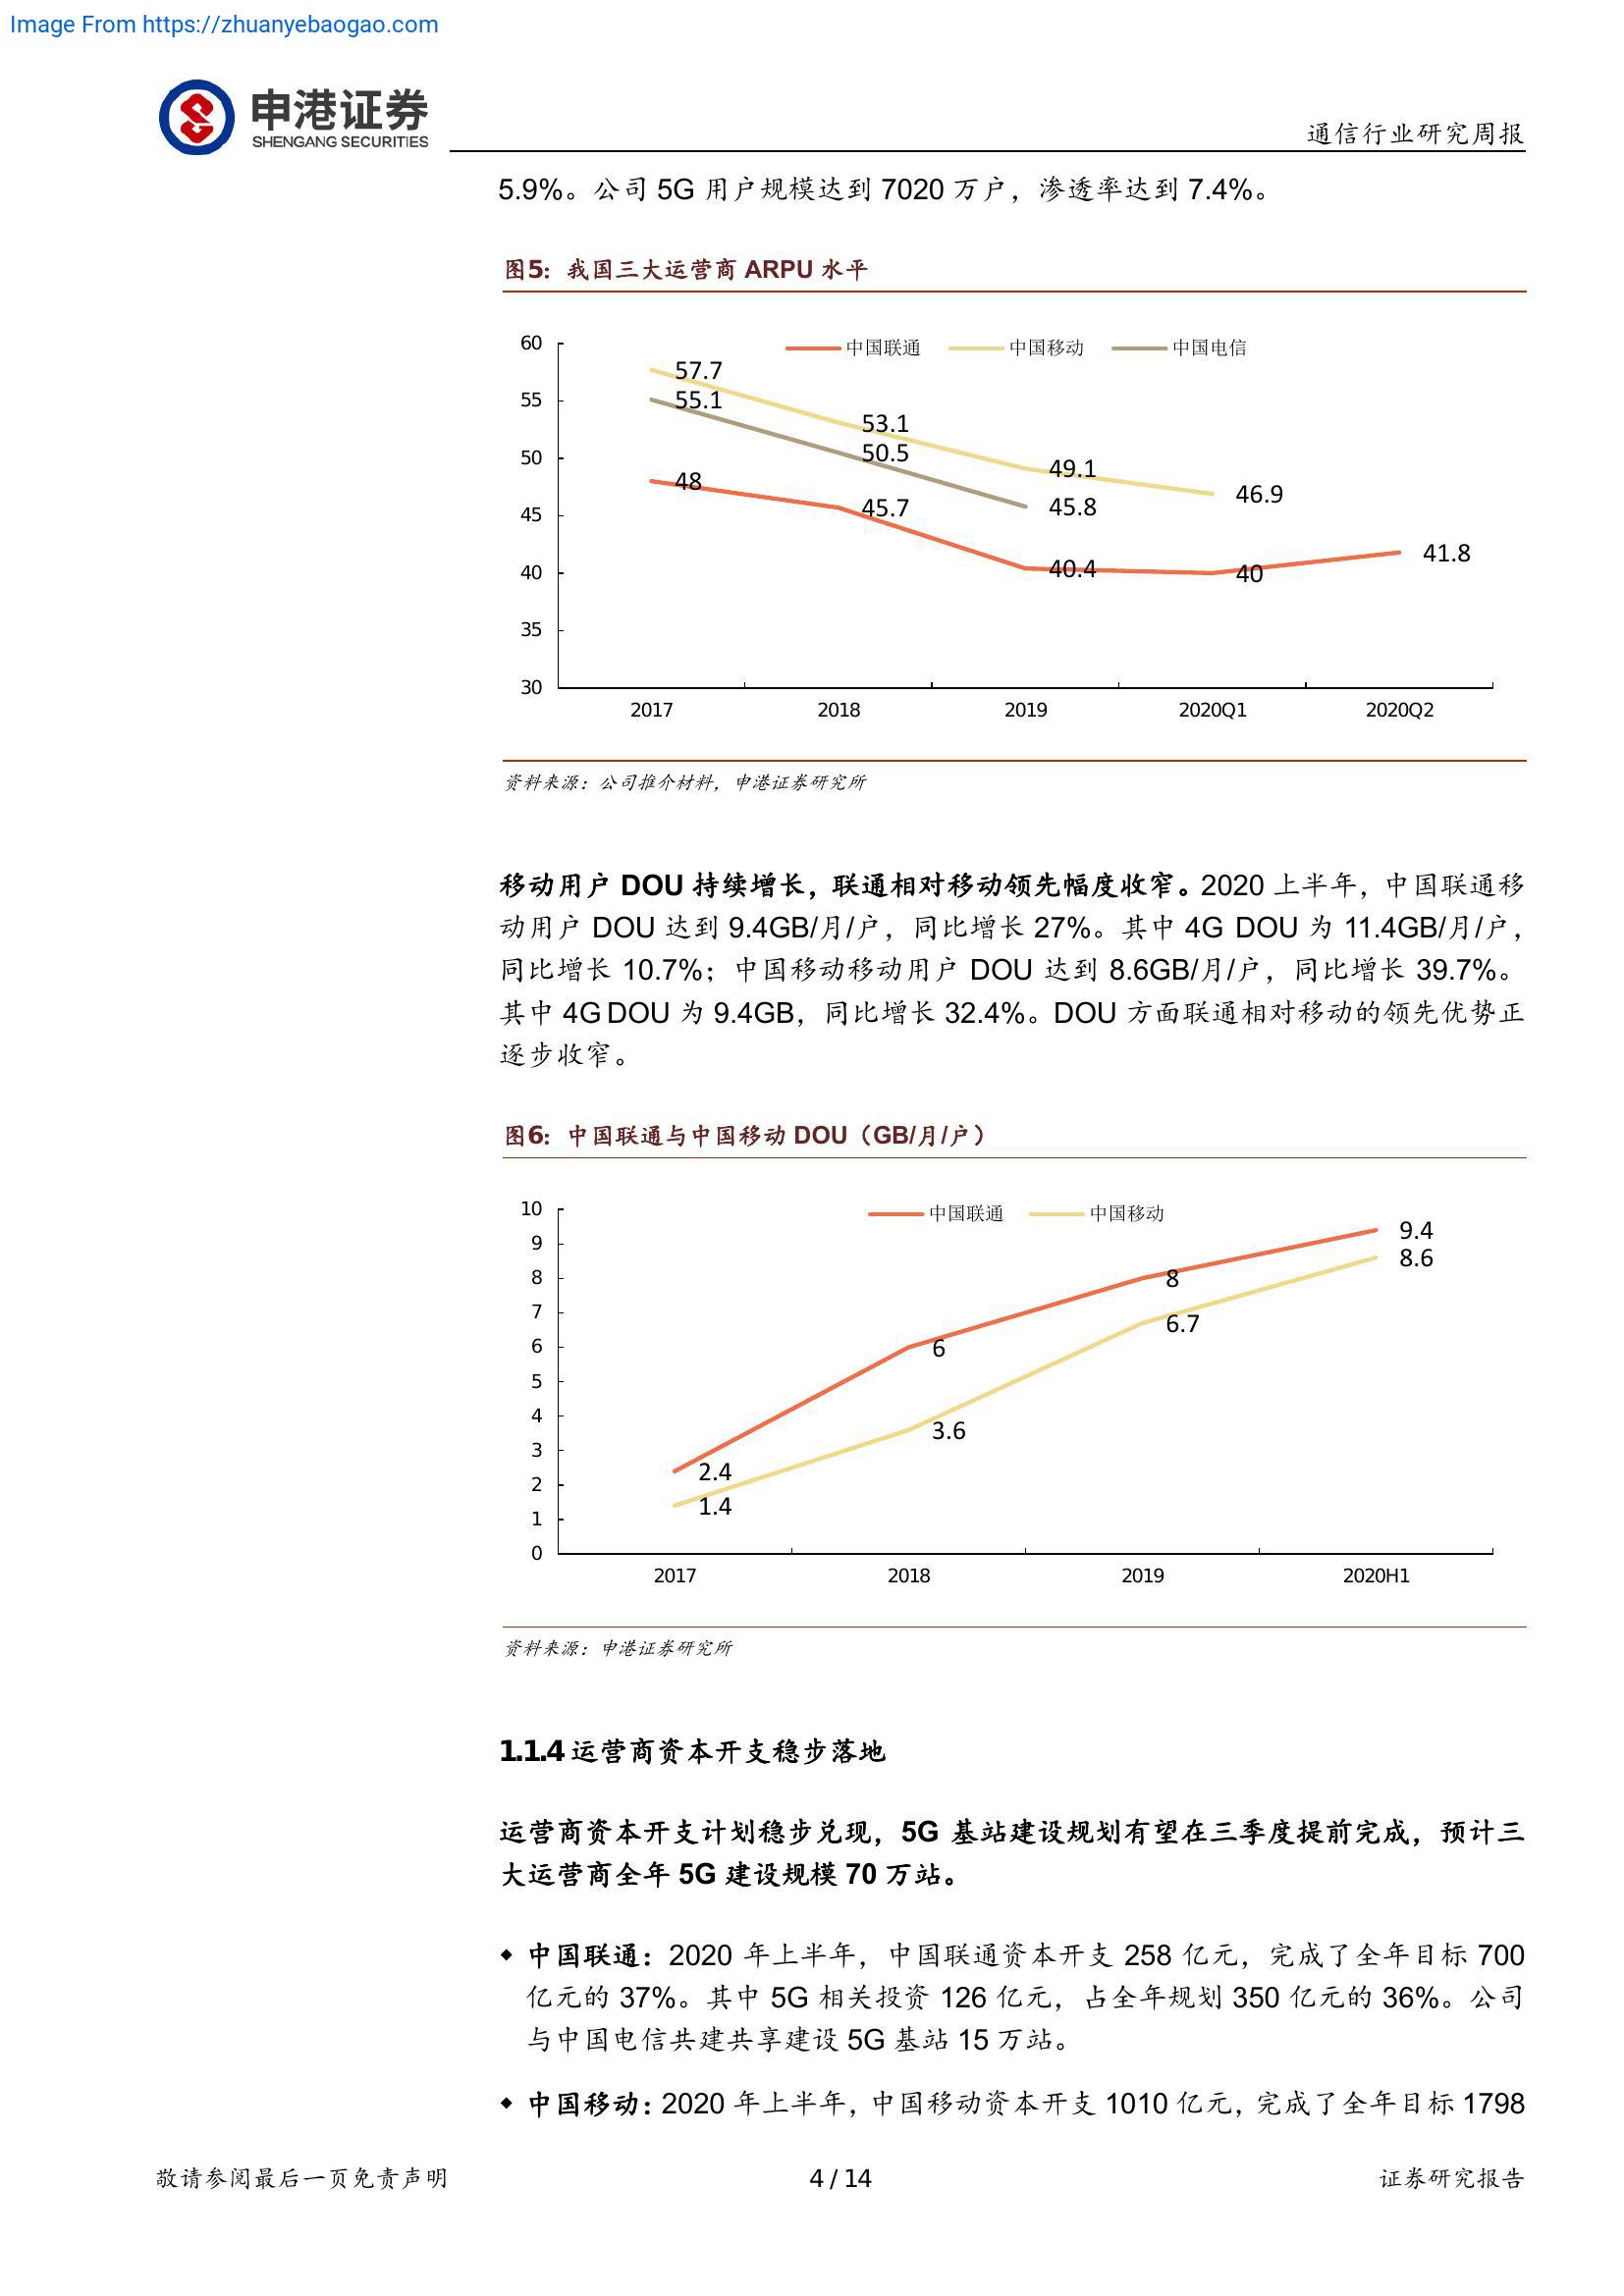 Image From https://zhuanyebaogao.com
申港证券
SHENGANG SECURITIES
通信行业研究周报
5.9%。公司 5G 用户规模达到 7020 万户，渗透率达到 7.4%。
图5：我国三大运营商 ARPU 水平
中国联通 中国移动 中国电信
60
55
50
45
40
35
30
57.7
53.1
49.1
46.9
55.1
50.5
45.8
48
45.7
40.4
40
41.8
2017 2018 2019 2020Q1 2020Q2
资料来源：公司推介材料，申港证券研究所
移动用户 DOU 持续增长，联通相对移动领先幅度收窄。2020 上半年，中国联通移
动用户 DOU 达到 9.4GB/月/户，同比增长 27%。其中 4G DOU 为 11.4GB/月/户，
同比增长 10.7%；中国移动移动用户 DOU 达到 8.6GB/月/户，同比增长 39.7%。
其中 4G DOU 为 9.4GB，同比增长 32.4%。DOU 方面联通相对移动的领先优势正
逐步收窄。
图6：中国联通与中国移动 DOU（GB/月/户）
中国联通 中国移动
10
9
8
7
6
5
4
3
2
1
0
2.4
6
8
9.4
1.4
3.6
6.7
8.6
2017 2018 2019 2020H1
资料来源：申港证券研究所
1.1.4 运营商资本开支稳步落地
运营商资本开支计划稳步兑现，5G 基站建设规划有望在三季度提前完成，预计三
大运营商全年 5G 建设规模 70 万站。
◆ 中国联通：2020 年上半年，中国联通资本开支 258 亿元，完成了全年目标 700
亿元的 37%。其中 5G 相关投资 126 亿元，占全年规划 350 亿元的 36%。公司
与中国电信共建共享建设 5G 基站 15 万站。
◆ 中国移动：2020 年上半年，中国移动资本开支 1010 亿元，完成了全年目标 1798
敬请参阅最后一页免责声明
4 / 14
证券研究报告